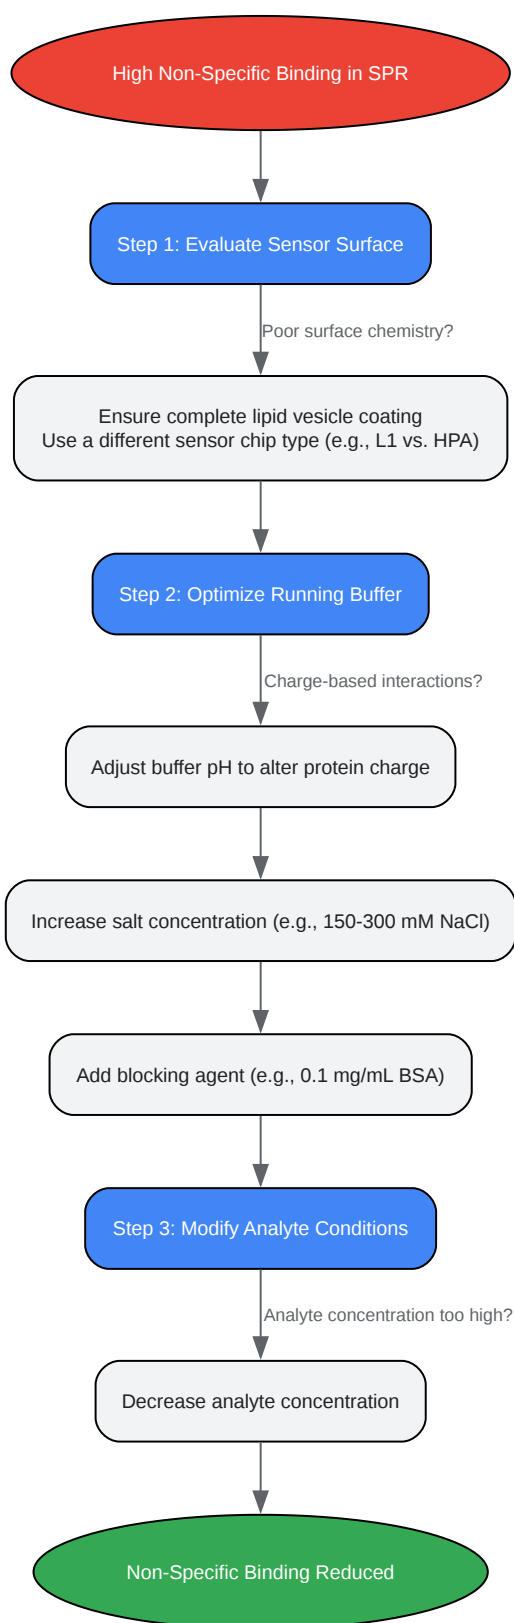 High Non-Specific Binding in SPR
Step 1: Evaluate Sensor Surface
Poor surface chemistry?
Ensure complete lipid vesicle coating
Use a different sensor chip type (e.g., L1 vs. HPA)
Step 2: Optimize Running Buffer
Charge-based interactions?
Adjust buffer pH to alter protein charge
Increase salt concentration (e.g., 150-300 mM NaCl)
Add blocking agent (e.g., 0.1 mg/mL BSA)
Step 3: Modify Analyte Conditions
Analyte concentration too high?
Decrease analyte concentration
Non-Specific Binding Reduced